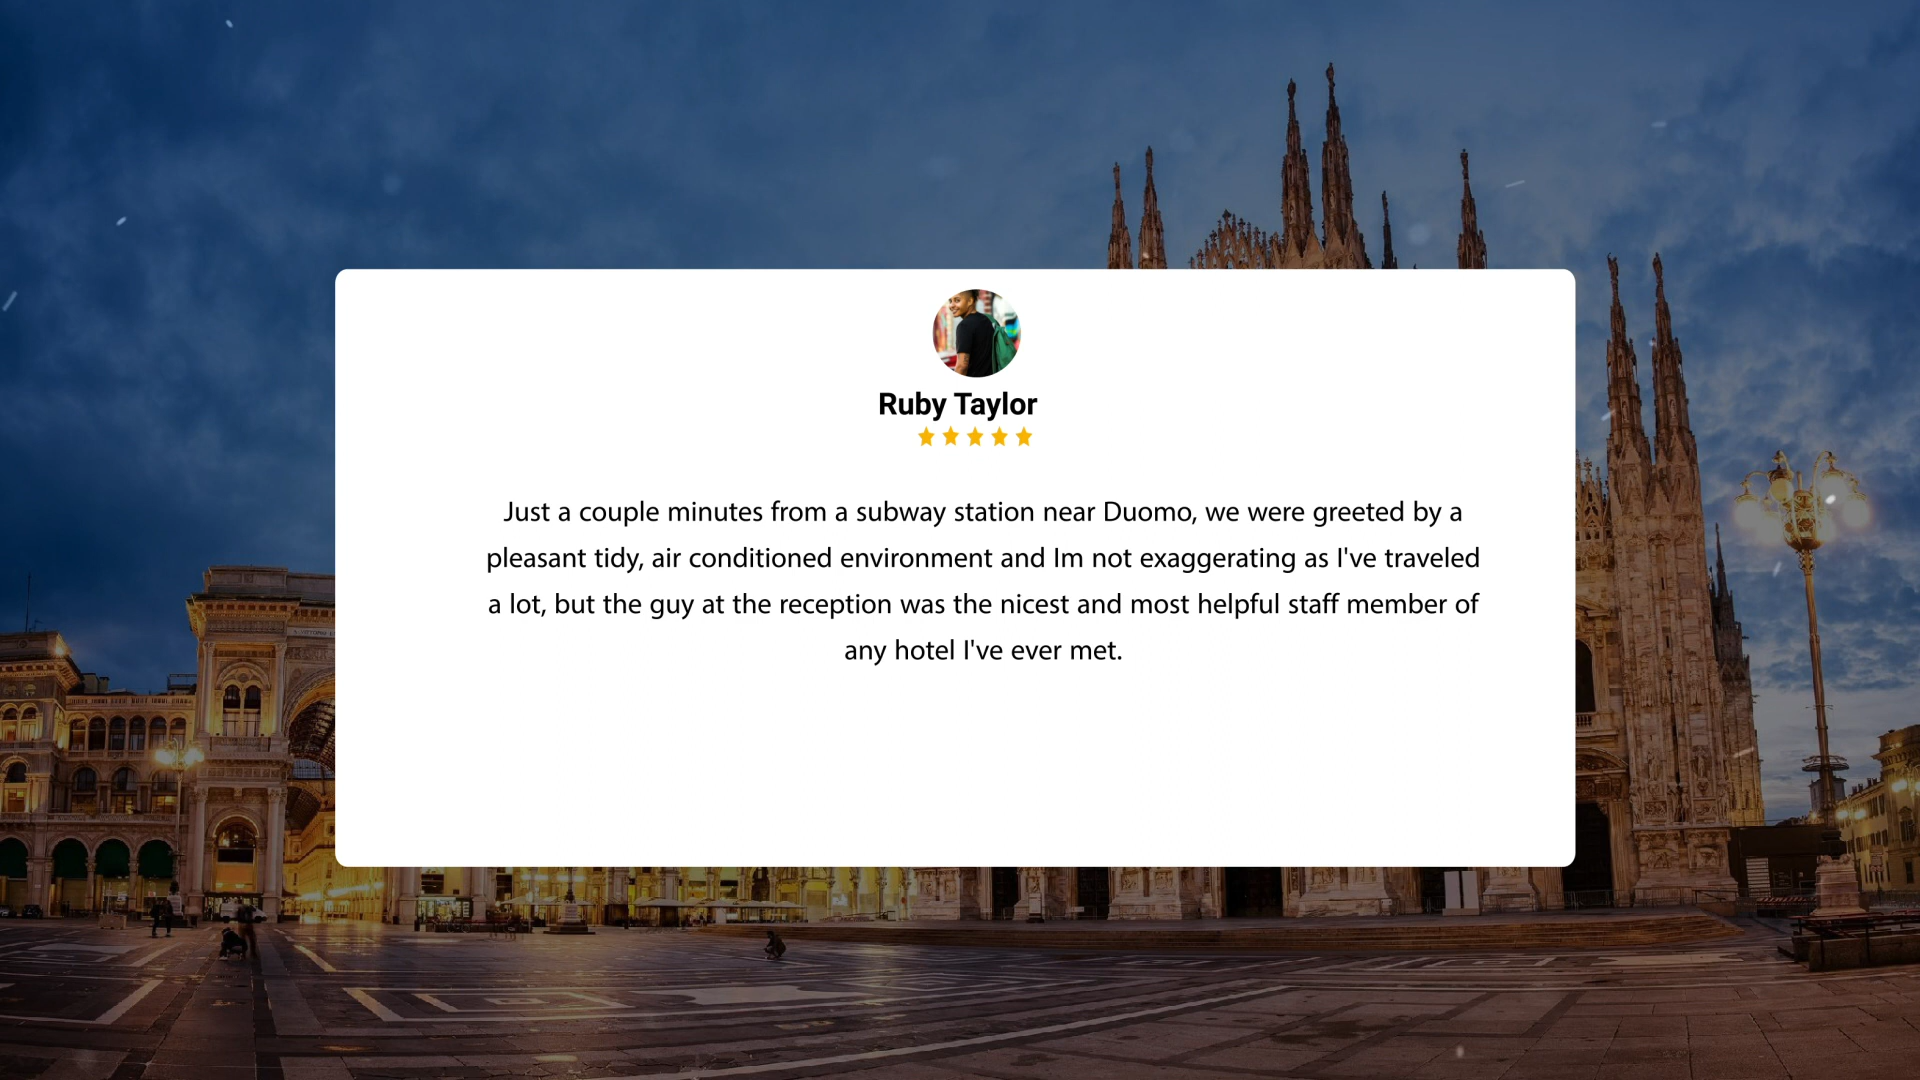 Ruby Taylor
Just a couple minutes from a subway station near Duomo, we were greeted by a
pleasant tidy, air conditioned environment and Im not exaggerating as I've traveled
a lot, but the guy at the reception was the nicest and most helpful staff member of
any hotel I've ever met.